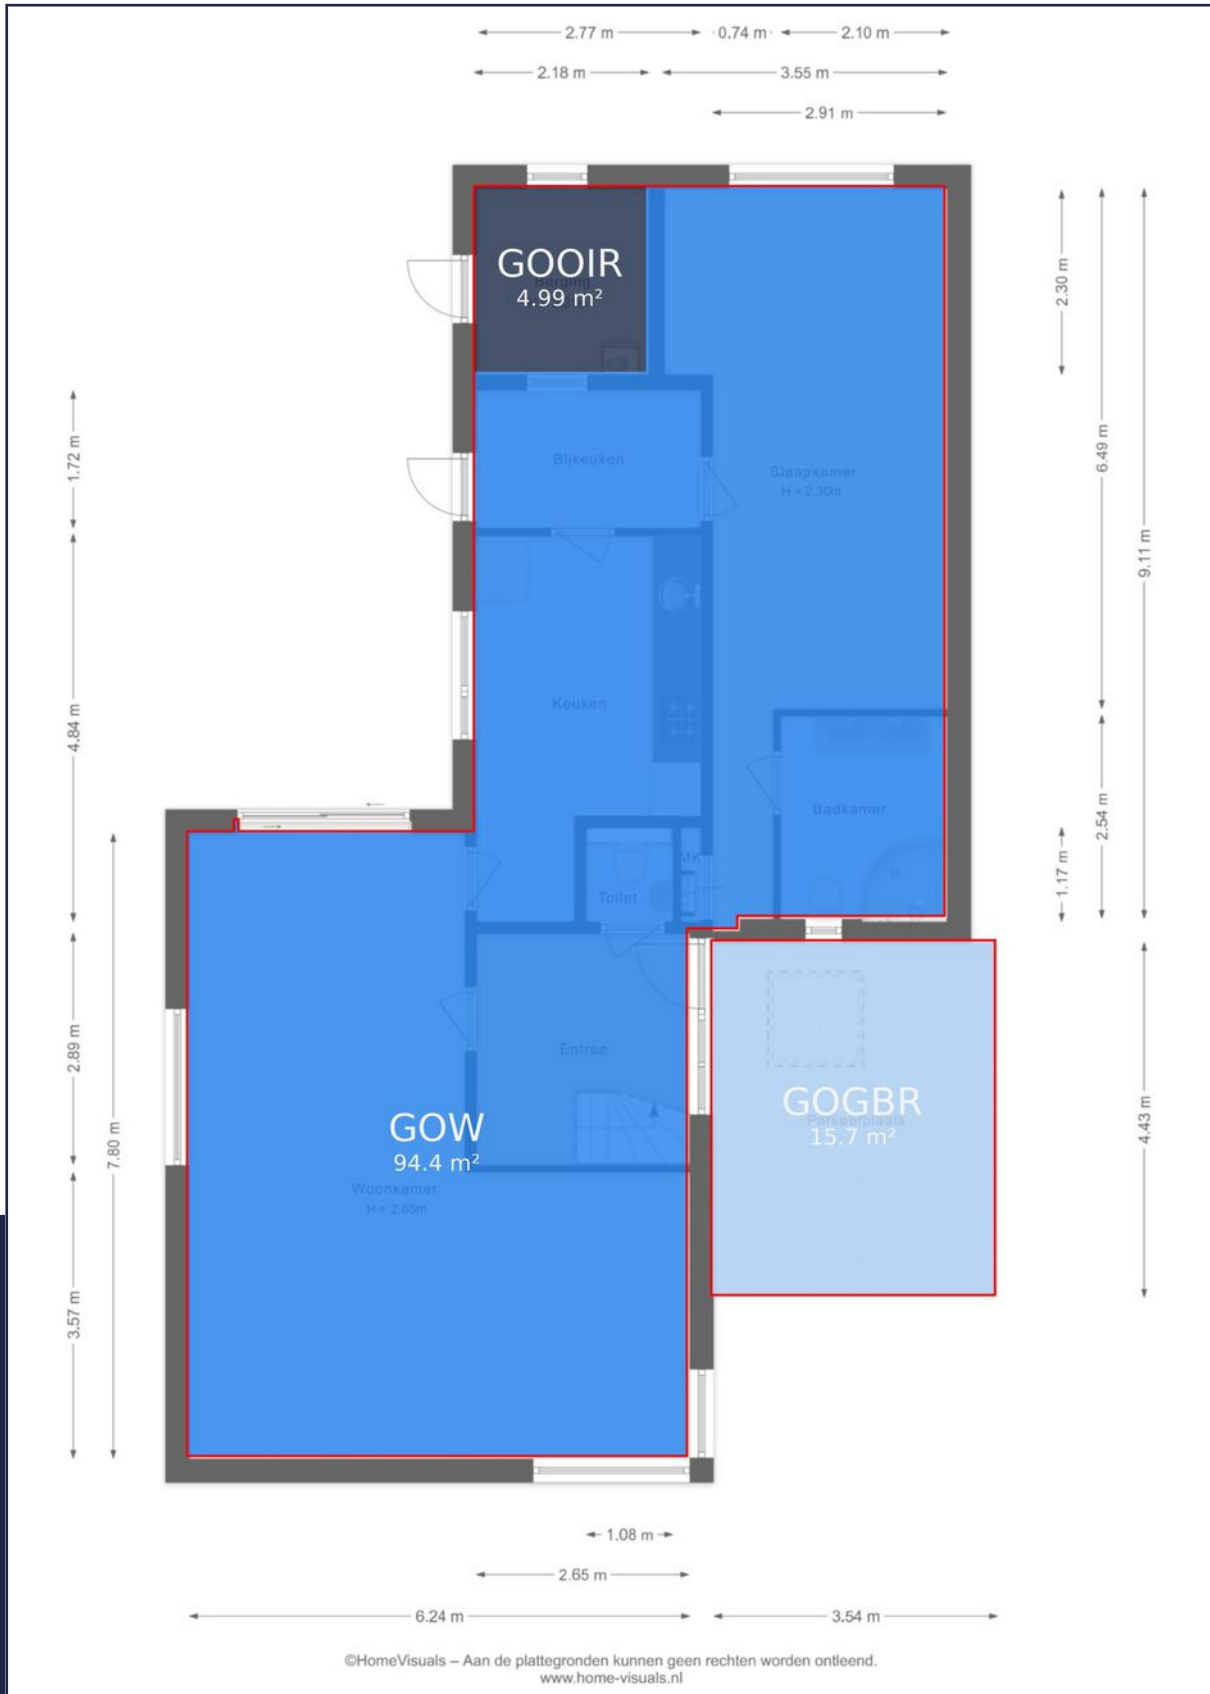 2.77 m 0.74 m 2.10 m
2.18 m 3.55 m
2.91 m
GOOIR
Berging
4.99 m²
2.30 m
1.72 m
6.49 m
Bijkeuken
Slaapkamer
H = 2.30m
9.11 m
4.84 m
Keuken
Badkamer
2.54 m
1.17 m
MK
Toilet
2.89 m
Entree
7.80 m
GOW
94.4 m²
Woonkamer
H = 2.65m
GOGBR
Parkeerplaats
15.7 m²
4.43 m
3.57 m
1.08 m
2.65 m
6.24 m 3.54 m
©HomeVisuals – Aan de plattegronden kunnen geen rechten worden ontleend.
www.home-visuals.nl